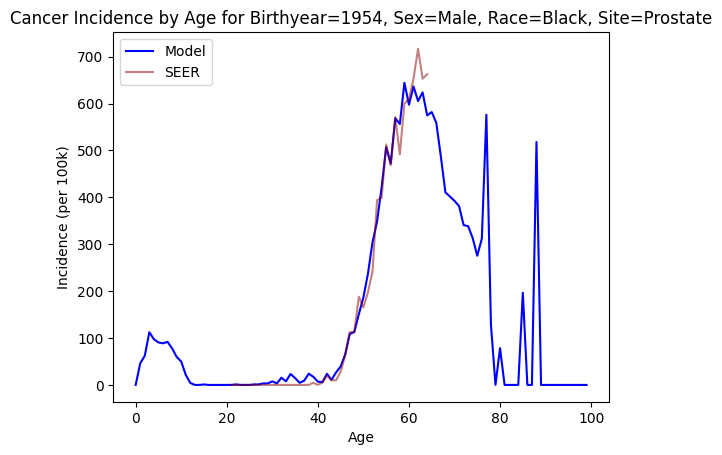 Cancer Incidence by Age for Birthyear=1954, Sex=Male, Race=Black, Site=Prostate
Model
SEER
700
600
500
400
300
200
100
0
Incidence (per 100k)
0 20 40 60 80 100
Age